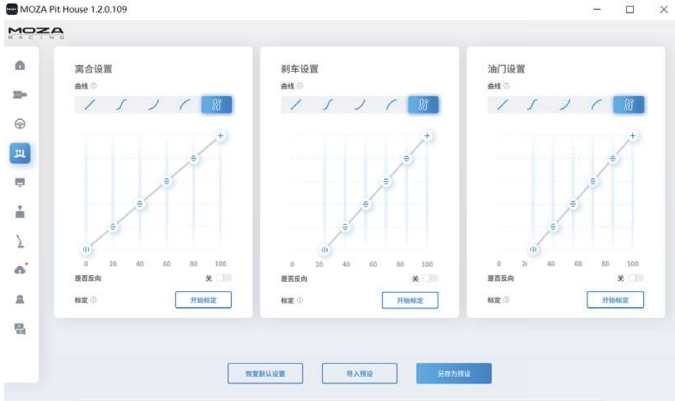 MOZA Pit House 1.2.0.109
MOZA
RACING
离合设置
曲线
0 20 40 60 80 100
是否反向 关
标定 开始标定
刹车设置
曲线
0 20 40 60 80 100
是否反向 关
标定 开始标定
油门设置
曲线
0 20 40 60 80 100
是否反向 关
标定 开始标定
恢复默认设置 导入预设 另存为预设